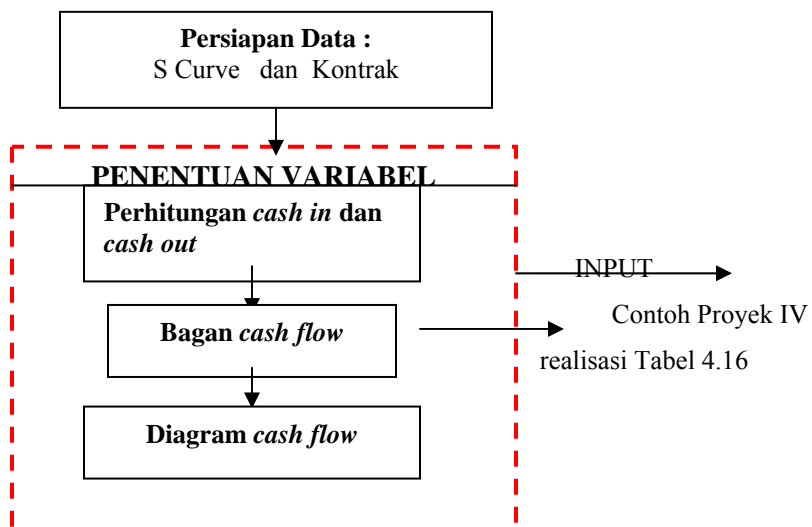 Persiapan Data :
S Curve dan Kontrak
PENENTUAN VARIABEL
Perhitungan cash in dan
cash out
INPUT
Bagan cash flow
Contoh Proyek IV
realisasi Tabel 4.16
Diagram cash flow